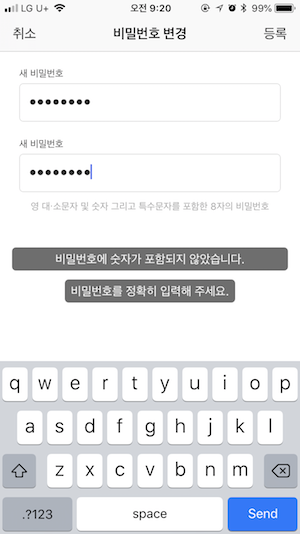 LG U+ 오전 9:20 99%
취소 비밀번호 변경 등록
새 비밀번호
●●●●●●●●
새 비밀번호
●●●●●●●●
영 대·소문자 및 숫자 그리고 특수문자를 포함한 8자의 비밀번호
비밀번호에 숫자가 포함되지 않았습니다.
비밀번호를 정확히 입력해 주세요.
q w e r t y u i o p
a s d f g h j k l
z x c v b n m
.?123 space Send